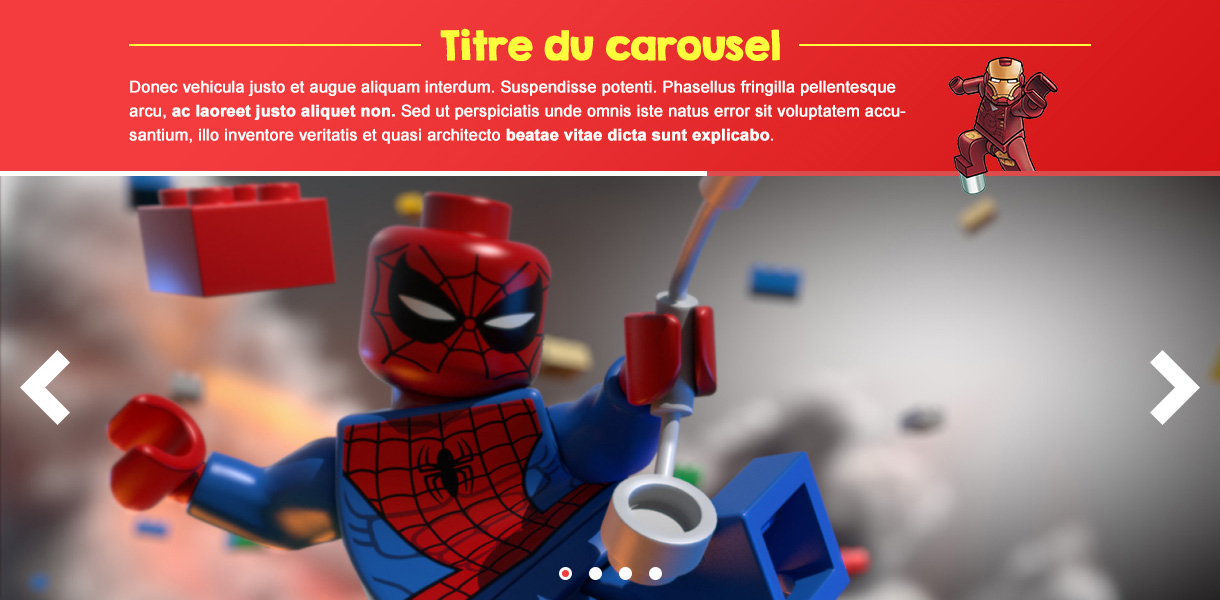 Titre du carousel
Donec vehicula justo et augue aliquam interdum. Suspendisse potenti. Phasellus fringilla pellentesque
arcu, ac laoreet justo aliquet non. Sed ut perspiciatis unde omnis iste natus error sit voluptatem accu-
santium, illo inventore veritatis et quasi architecto beatae vitae dicta sunt explicabo.